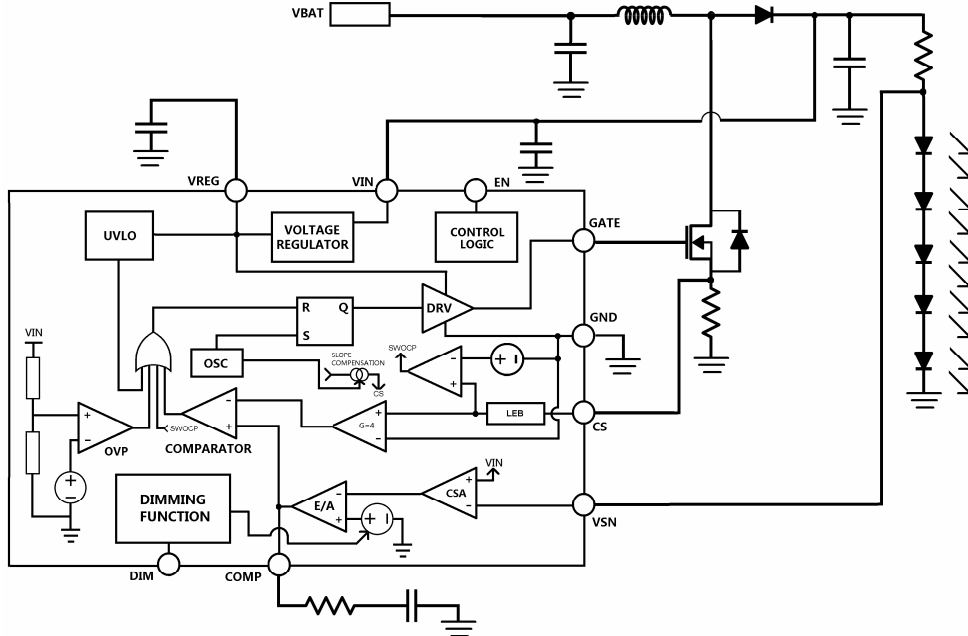 VBAT
VREG
VIN
EN
UVLO
VOLTAGE
REGULATOR
CONTROL
LOGIC
GATE
R
Q
DRV
S
GND
VIN
OSC
SLOPE
COMPENSATION
CS
SWOCP
-
+
+
-
LEB
CS
+
-
OVP
SWOCP
-
+
COMPARATOR
G=4
+
-
+
-
DIMMING
FUNCTION
E/A
-
+
+
CSA
+
-
VIN
VSN
DIM
COMP